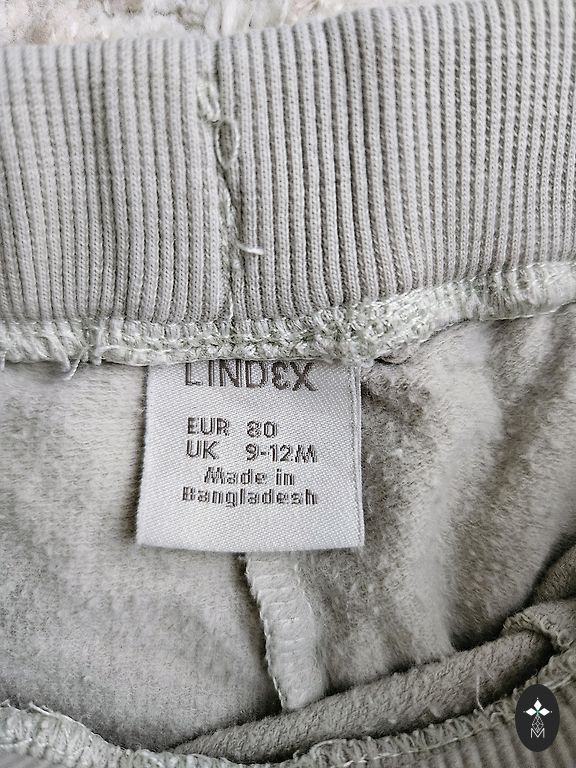 LINDEX
EUR 80
UK 9-12M
Made in
Bangladesh
M